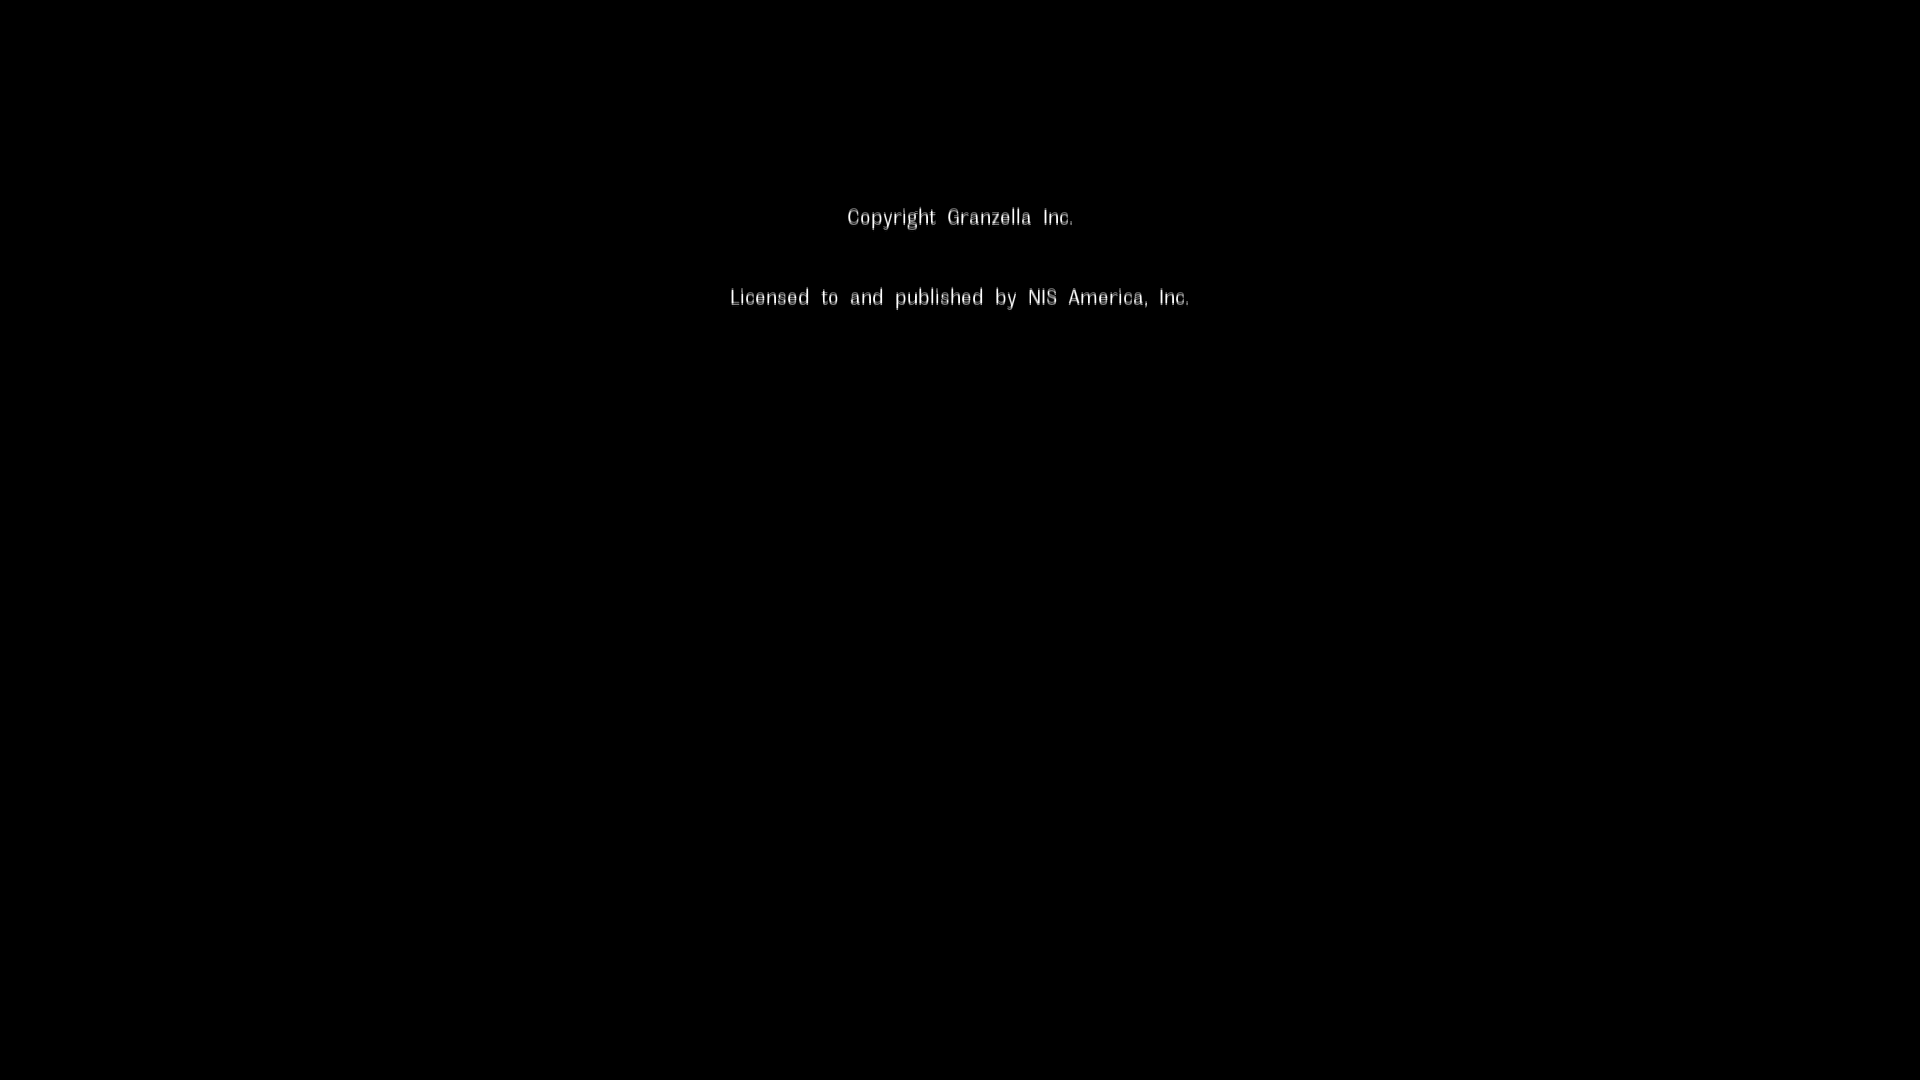 Copyright Granzella Inc.
Licensed to and published by NIS America, Inc.